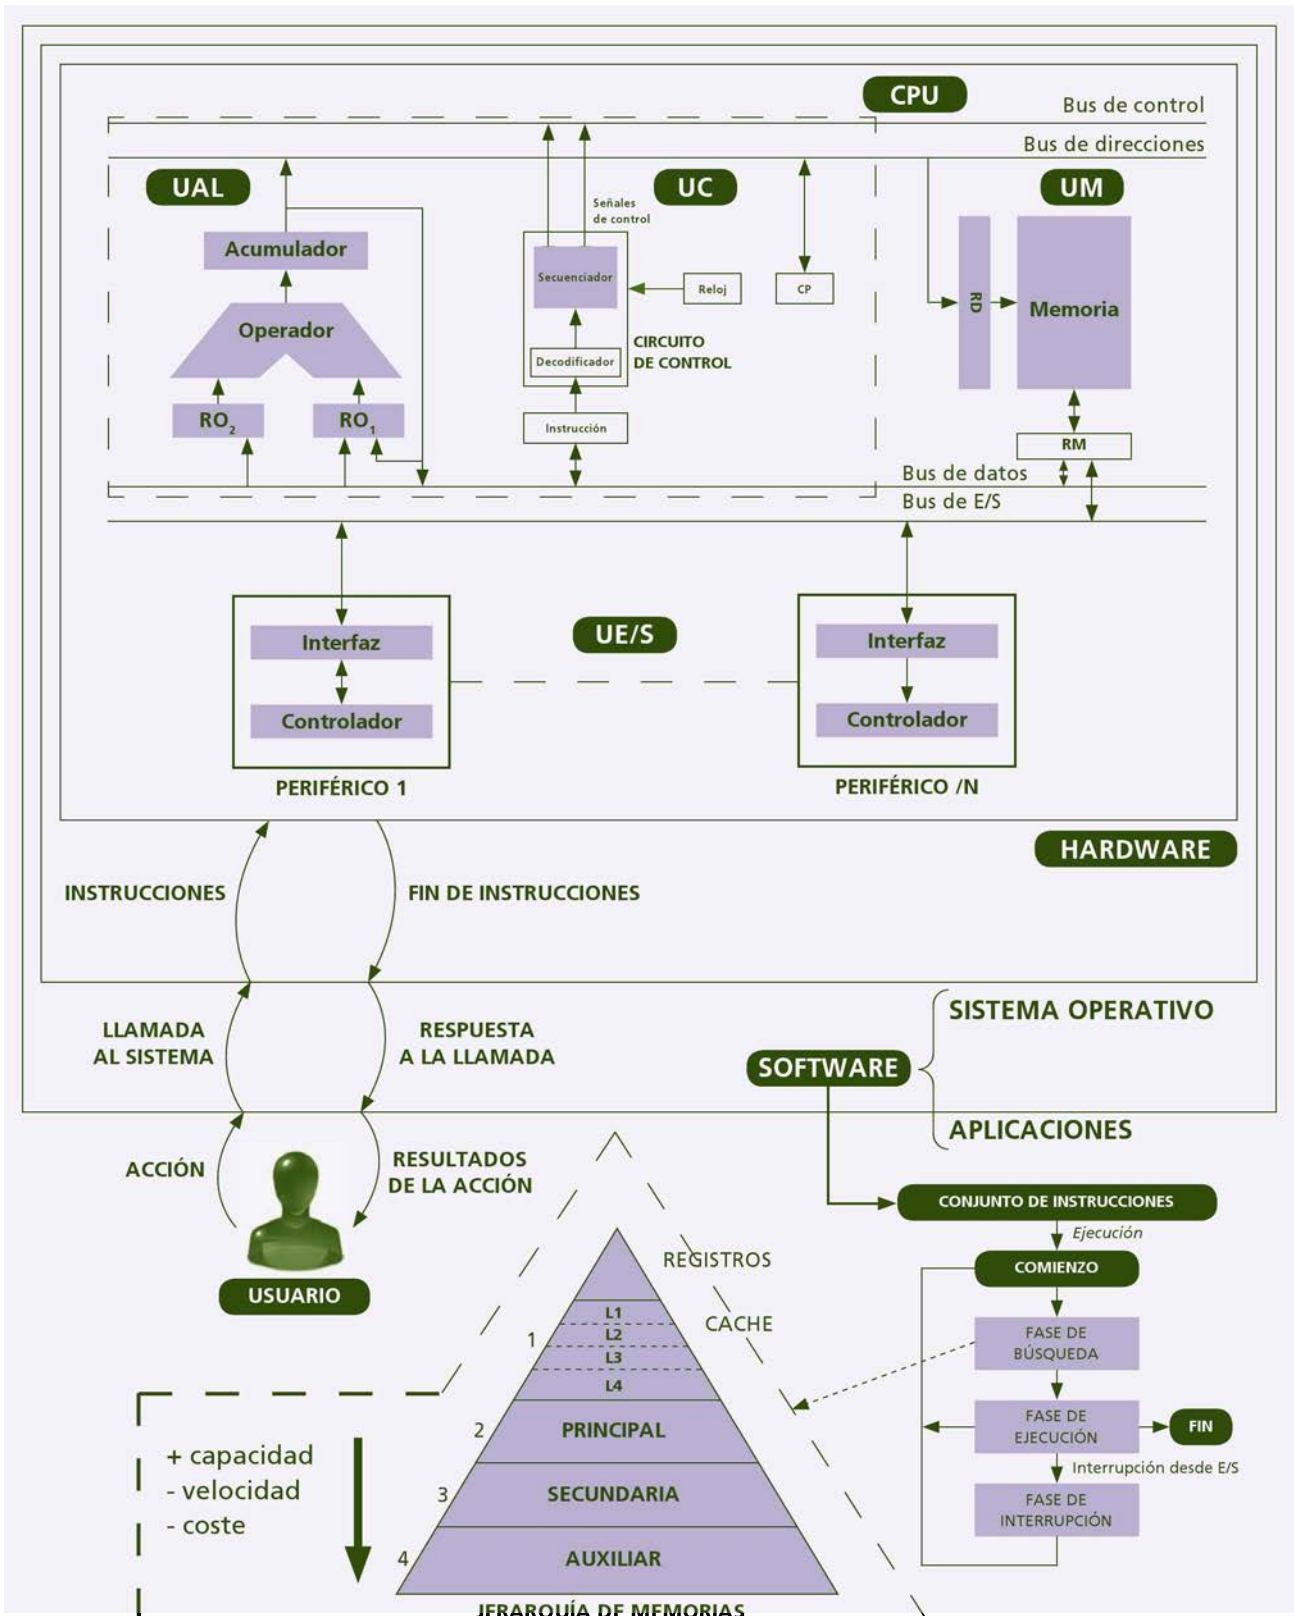 CPU
Bus de control
Bus de direcciones
UAL
UC
UM
Señales
de control
Acumulador
Secuenciador
Reloj
CP
RD
Memoria
Operador
CIRCUITO
DE CONTROL
Decodificador
RO2
RO1
Instrucción
RM
Bus de datos
Bus de E/S
UE/S
Interfaz
Interfaz
Controlador
Controlador
PERIFÉRICO 1
PERIFÉRICO /N
HARDWARE
INSTRUCCIONES
FIN DE INSTRUCCIONES
LLAMADA
AL SISTEMA
RESPUESTA
A LA LLAMADA
SISTEMA OPERATIVO
SOFTWARE
APLICACIONES
ACCIÓN
RESULTADOS
DE LA ACCIÓN
USUARIO
CONJUNTO DE INSTRUCCIONES
Ejecución
COMIENZO
FASE DE
BÚSQUEDA
FASE DE
EJECUCIÓN
FIN
Interrupción desde E/S
FASE DE
INTERRUPCIÓN
REGISTROS
CACHE
1
L1
L2
L3
L4
2
PRINCIPAL
3
SECUNDARIA
4
AUXILIAR
+ capacidad
- velocidad
- coste
JERARQUÍA DE MEMORIAS